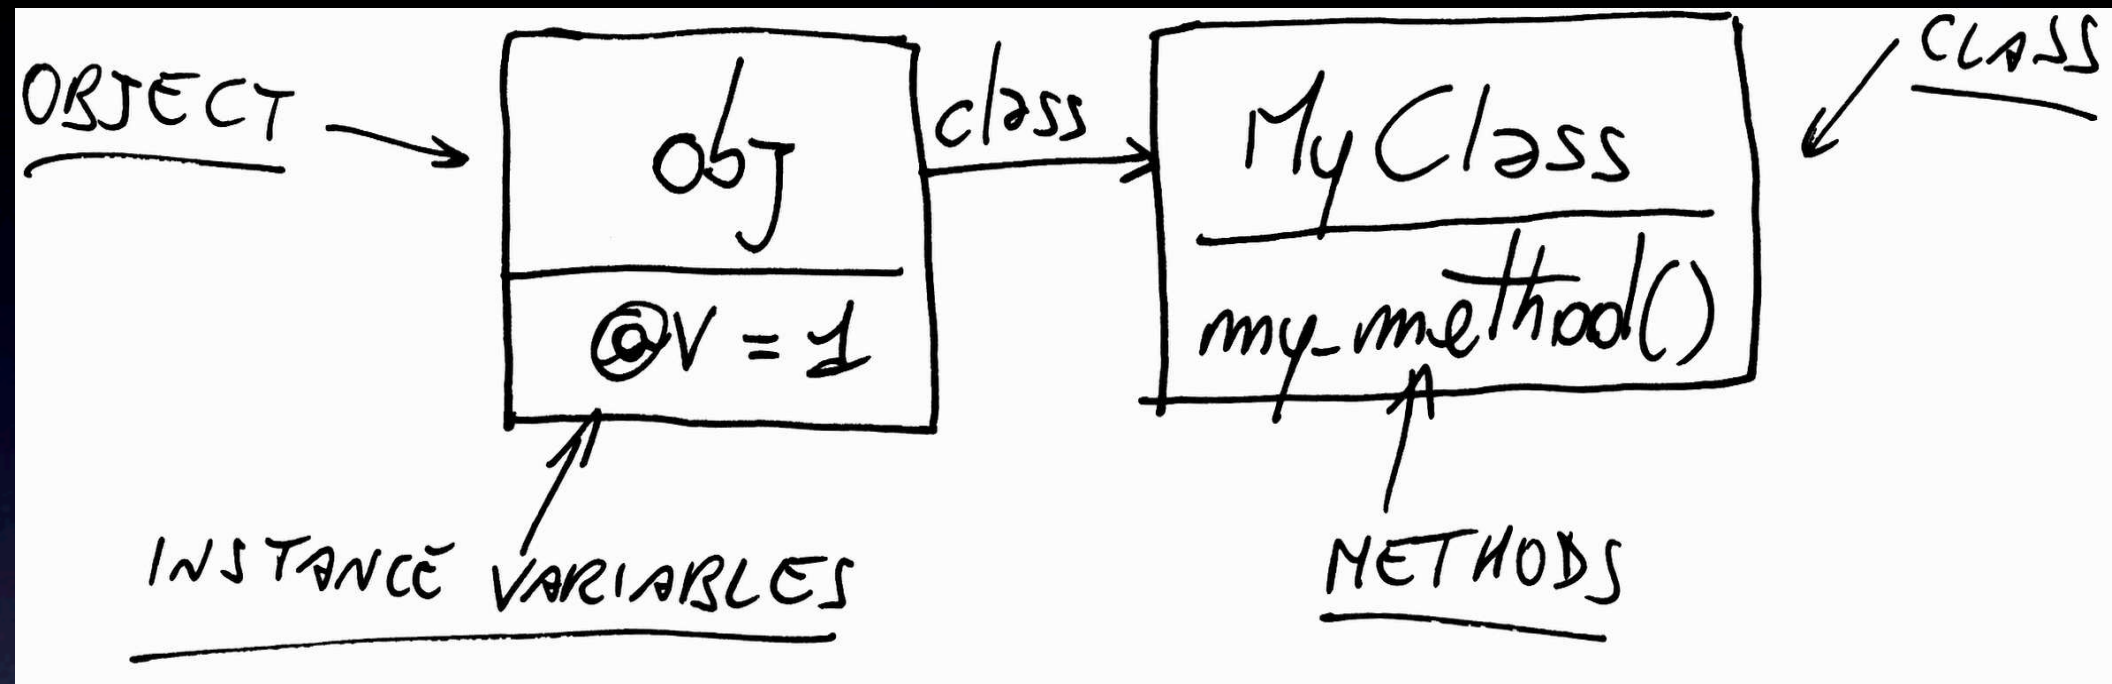 OBJECT
obj
@v = 1
class
MyClass
my_method()
CLASS
INSTANCE VARIABLES
METHODS